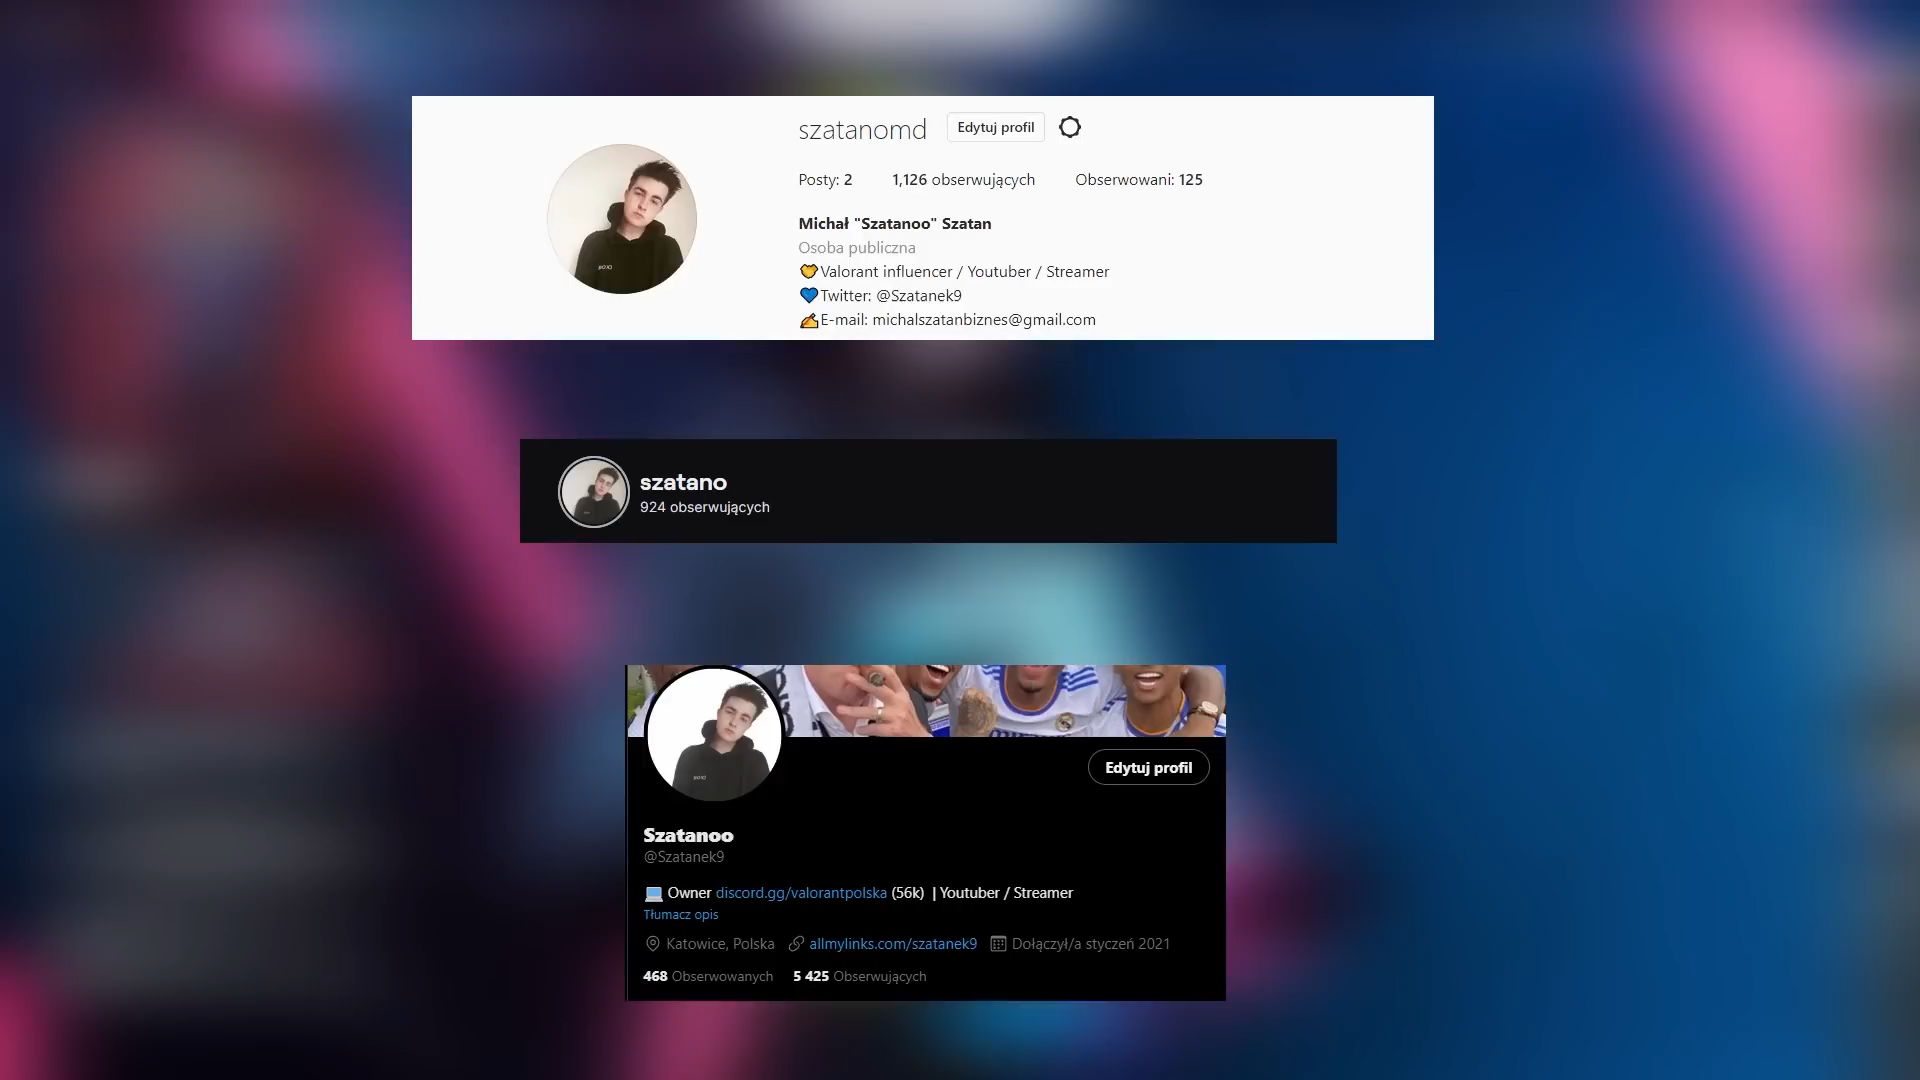 szatanomd Edytuj profil
Posty: 2 1,126 obserwujących Obserwowani: 125
Michał "Szatanoo" Szatan
Osoba publiczna
💛Valorant influencer / Youtuber / Streamer
💙Twitter: @Szatanek9
✍️E-mail: michalszatanbiznes@gmail.com
szatano
924 obserwujących
Edytuj profil
Szatanoo
@Szatanek9
💻 Owner discord.gg/valorantpolska (56k) | Youtuber / Streamer
Tłumacz opis
Katowice, Polska allmylinks.com/szatanek9 Dołączył/a styczeń 2021
468 Obserwowanych 5 425 Obserwujących